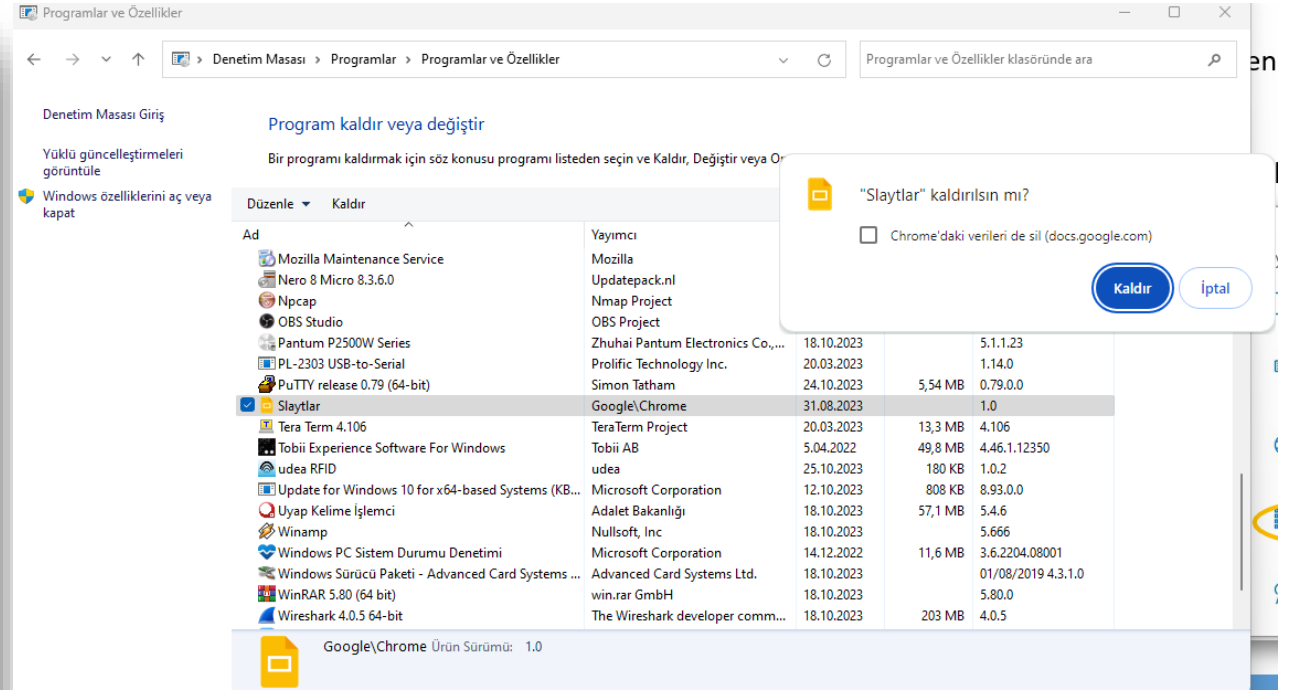 Programlar ve Özellikler
Denetim Masası > Programlar > Programlar ve Özellikler
Programlar ve Özellikler klasöründe ara
en
Denetim Masası Giriş
Yüklü güncelleştirmeleri
görüntüle
Windows özelliklerini aç veya
kapat
Program kaldır veya değiştir
Bir programı kaldırmak için söz konusu programı listeden seçin ve Kaldır, Değiştir veya
"Slaytlar" kaldırılsın mı?
Chrome'daki verileri de sil (docs.google.com)
Kaldır İptal
Düzenle Kaldır
Ad Yayımcı
Mozilla Maintenance Service Mozilla
Nero 8 Micro 8.3.6.0 Updatepack.nl
Npcap Nmap Project
OBS Studio OBS Project
Pantum P2500W Series Zhuhai Pantum Electronics Co.,... 18.10.2023 5.1.1.23
PL-2303 USB-to-Serial Prolific Technology Inc. 20.03.2023 1.14.0
PuTTY release 0.79 (64-bit) Simon Tatham 24.10.2023 5,54 MB 0.79.0.0
Slaytlar Google\Chrome 31.08.2023 1.0
Tera Term 4.106 TeraTerm Project 20.03.2023 13,3 MB 4.106
Tobii Experience Software For Windows Tobii AB 5.04.2022 49,8 MB 4.46.1.12350
udea RFID udea 25.10.2023 180 KB 1.0.2
Update for Windows 10 for x64-based Systems (KB... Microsoft Corporation 12.10.2023 808 KB 8.93.0.0
Uyap Kelime İşlemci Adalet Bakanlığı 18.10.2023 57,1 MB 5.4.6
Winamp Nullsoft, Inc 18.10.2023 5.666
Windows PC Sistem Durumu Denetimi Microsoft Corporation 14.12.2022 11,6 MB 3.6.2204.08001
Windows Sürücü Paketi - Advanced Card Systems ... Advanced Card Systems Ltd. 18.10.2023 01/08/2019 4.3.1.0
WinRAR 5.80 (64 bit) win.rar GmbH 18.10.2023 5.80.0
Wireshark 4.0.5 64-bit The Wireshark developer comm... 18.10.2023 203 MB 4.0.5
Google\Chrome Ürün Sürümü: 1.0